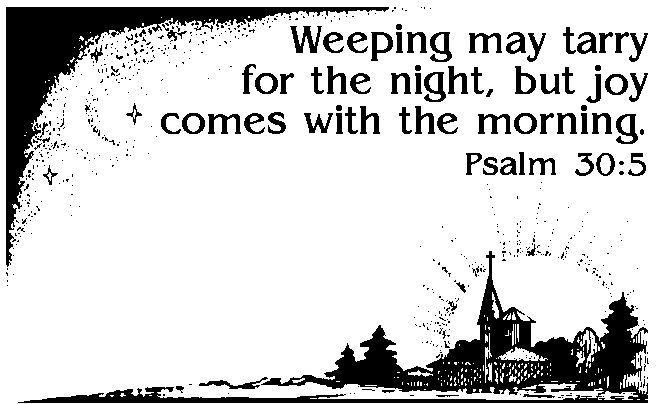 Weeping may tarry
for the night, but joy
comes with the morning.
Psalm 30:5